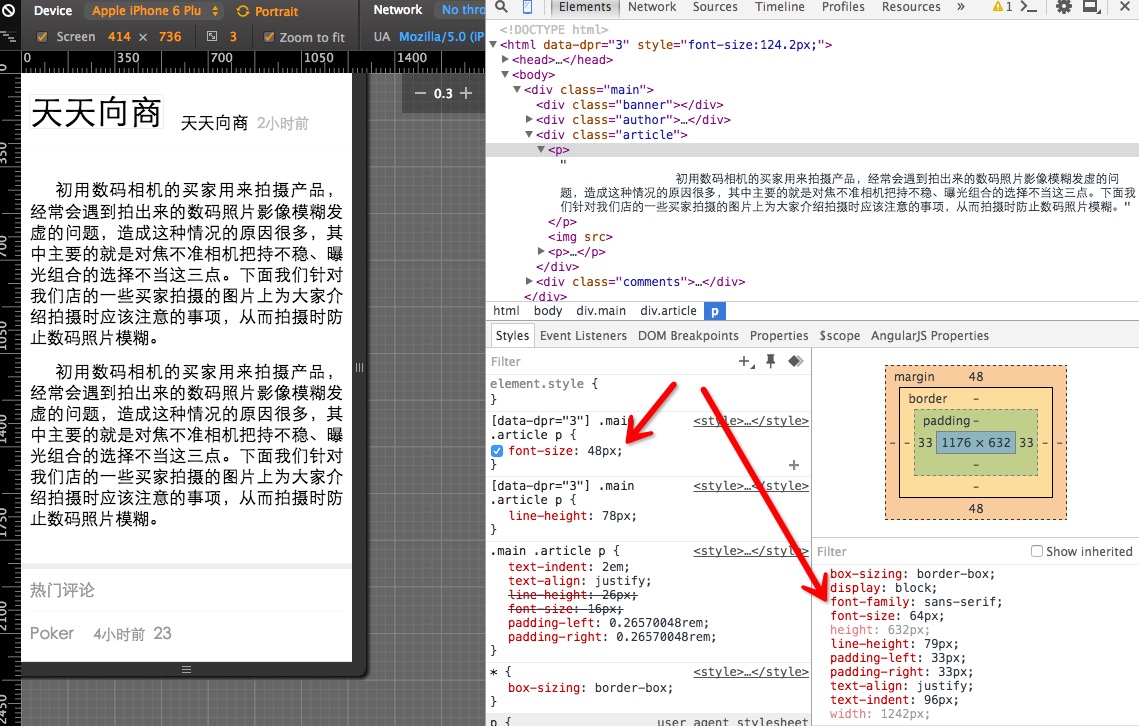 Device Apple iPhone 6 Plu Portrait Network No thro
Screen 414 × 736 3 Zoom to fit UA Mozilla/5.0 (iP
0 350 700 1050 1400
0
350
700
1050
1400
1750
2100
2450
0.3
天天向商 天天向商 2小时前
初用数码相机的买家用来拍摄产品，
经常会遇到拍出来的数码照片影像模糊发
虚的问题，造成这种情况的原因很多，其
中主要的就是对焦不准相机把持不稳、曝
光组合的选择不当这三点。下面我们针对
我们店的一些买家拍摄的图片上为大家介
绍拍摄时应该注意的事项，从而拍摄时防
止数码照片模糊。
初用数码相机的买家用来拍摄产品，
经常会遇到拍出来的数码照片影像模糊发
虚的问题，造成这种情况的原因很多，其
中主要的就是对焦不准相机把持不稳、曝
光组合的选择不当这三点。下面我们针对
我们店的一些买家拍摄的图片上为大家介
绍拍摄时应该注意的事项，从而拍摄时防
止数码照片模糊。
热门评论
Poker 4小时前 23
Elements Network Sources Timeline Profiles Resources » 1
<!DOCTYPE html>
<html data-dpr="3" style="font-size:124.2px;">
<head>…</head>
<body>
<div class="main">
<div class="banner"></div>
<div class="author">…</div>
<div class="article">
<p>
"
初用数码相机的买家用来拍摄产品，经常会遇到拍出来的数码照片影像模糊发虚的问
题，造成这种情况的原因很多，其中主要的就是对焦不准相机把持不稳、曝光组合的选择不当这三点。下面我
们针对我们店的一些买家拍摄的图片上为大家介绍拍摄时应该注意的事项，从而拍摄时防止数码照片模糊。"
</p>
<img src>
<p>…</p>
</div>
<div class="comments">…</div>
</div>
html body div.main div.article p
Styles Event Listeners DOM Breakpoints Properties $scope AngularJS Properties
Filter
element.style {
}
[data-dpr="3"] .main <style>…</style>
.article p {
font-size: 48px;
}
[data-dpr="3"] .main <style>…</style>
.article p {
line-height: 78px;
}
.main .article p { <style>…</style>
text-indent: 2em;
text-align: justify;
line-height: 26px;
font-size: 16px;
padding-left: 0.26570048rem;
padding-right: 0.26570048rem;
}
* { <style>…</style>
box-sizing: border-box;
}
p { user agent stylesheet
margin 48
border -
padding -
- - 33 1176 × 632 33 - -
-
-
48
Filter Show inherited
box-sizing: border-box;
display: block;
font-family: sans-serif;
font-size: 64px;
height: 632px;
line-height: 79px;
padding-left: 33px;
padding-right: 33px;
text-align: justify;
text-indent: 96px;
width: 1242px;